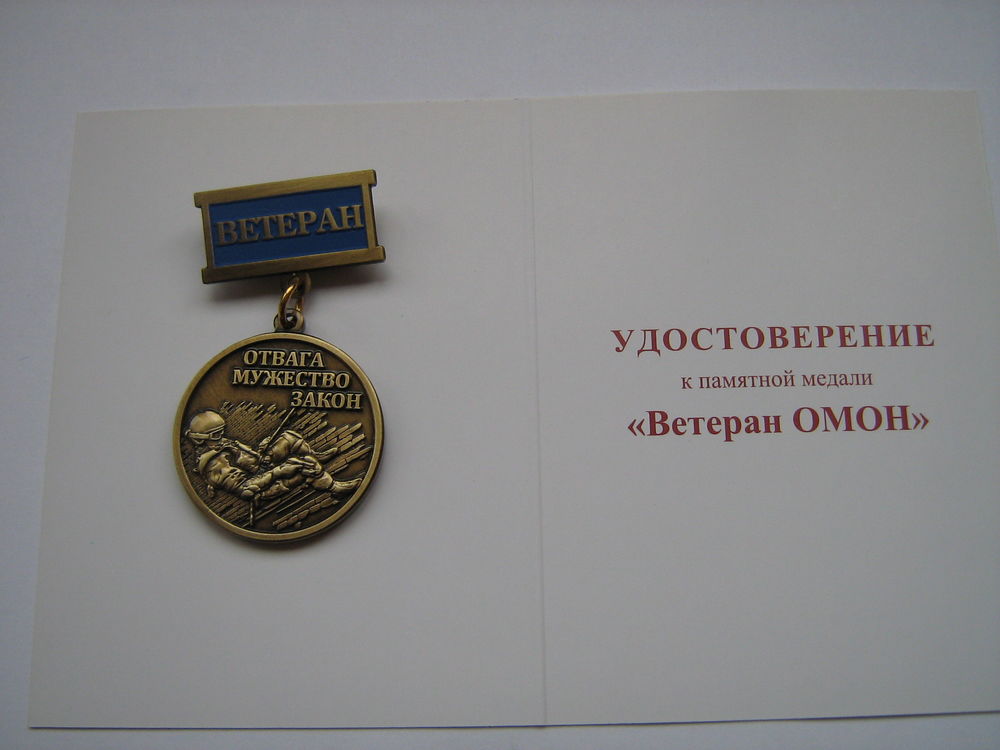 ВЕТЕРАН
ОТВАГА
МУЖЕСТВО
ЗАКОН
УДОСТОВЕРЕНИЕ
к памятной медали
«Ветеран ОМОН»